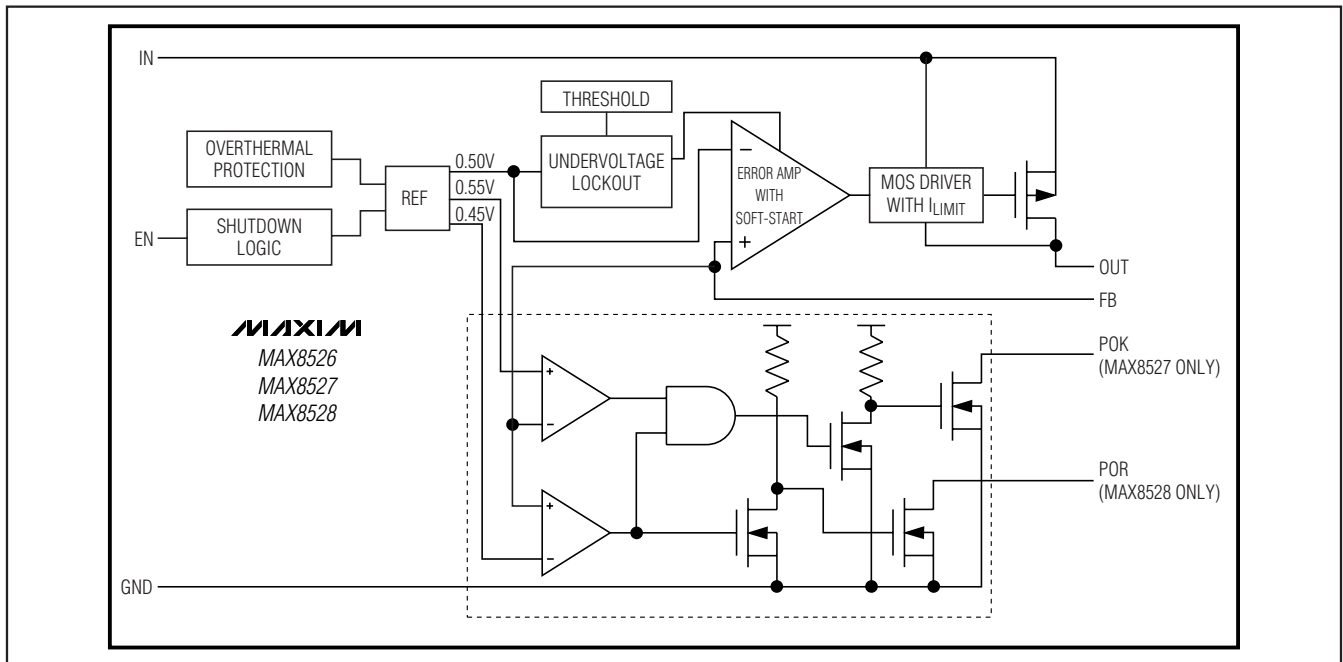 IN
THRESHOLD
OVERTHERMAL
PROTECTION
UNDERVOLTAGE
LOCKOUT
0.50V
0.55V
0.45V
REF
−
ERROR AMP
WITH
SOFT-START
+
MOS DRIVER
WITH ILIMIT
EN
SHUTDOWN
LOGIC
OUT
FB
MAXIM
MAX8526
MAX8527
MAX8528
+
−
+
−
POK
(MAX8527 ONLY)
POR
(MAX8528 ONLY)
GND